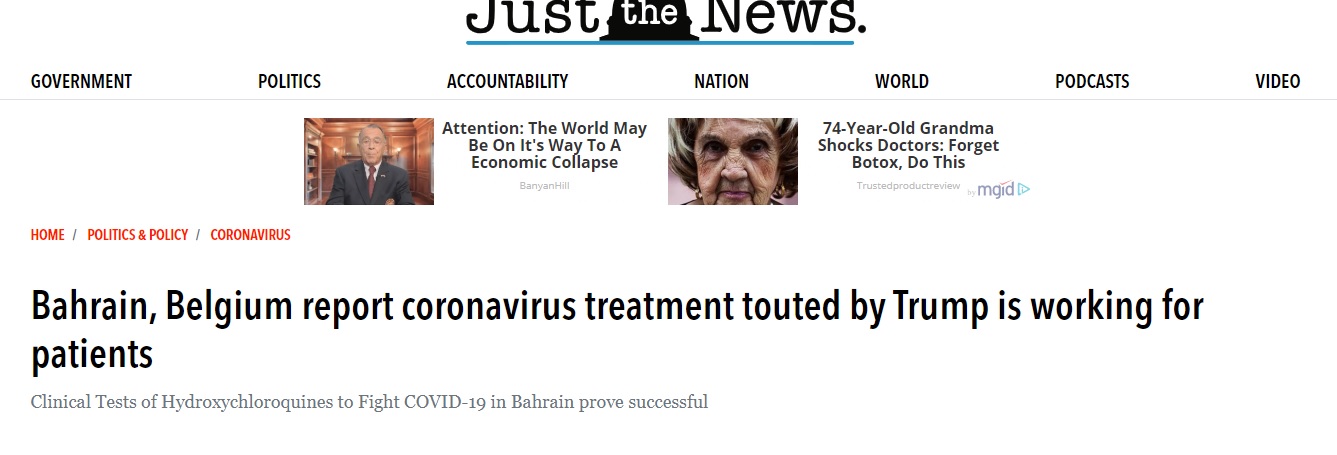 Just the News.
GOVERNMENT POLITICS ACCOUNTABILITY NATION WORLD PODCASTS VIDEO
Attention: The World May
Be On It's Way To A
Economic Collapse
BanyanHill
74-Year-Old Grandma
Shocks Doctors: Forget
Botox, Do This
Trustedproductreview
by mgid
HOME / POLITICS & POLICY / CORONAVIRUS
Bahrain, Belgium report coronavirus treatment touted by Trump is working for
patients
Clinical Tests of Hydroxychloroquines to Fight COVID-19 in Bahrain prove successful